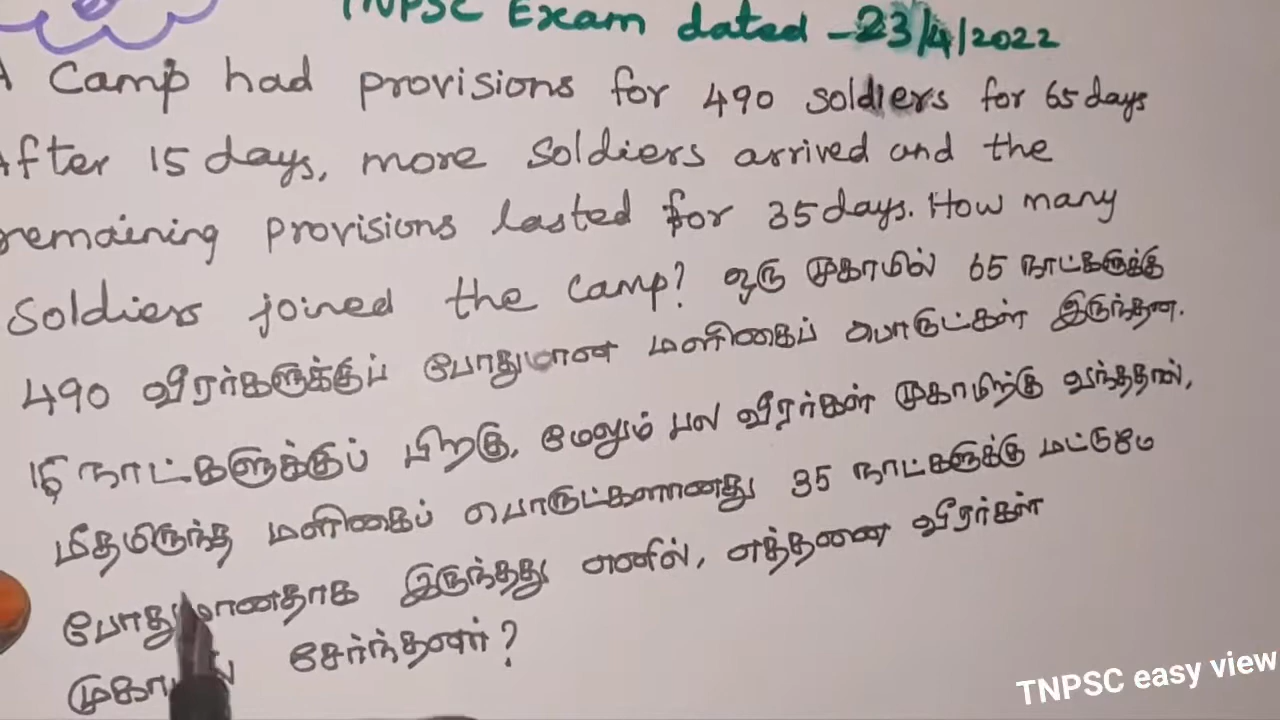 TNPSC Exam dated - 23/4/2022
A Camp had provisions for 490 soldiers for 65 days
After 15 days, more soldiers arrived and the
remaining provisions lasted for 35 days. How many
Soldiers joined the camp? ஒரு முகாமில் 65 நாட்களுக்கு
490 வீரர்களுக்குப் போதுமான மளிகைப் பொருட்கள் இருந்தன.
15 நாட்களுக்குப் பிறகு, மேலும் பல வீரர்கள் முகாமிற்கு வந்ததால்,
மீதமிருந்த மளிகைப் பொருட்களானது 35 நாட்களுக்கு மட்டுமே
போதுமானதாக இருந்தது எனில், எத்தனை வீரர்கள்
சேர்ந்தனர்?
TNPSC easy view